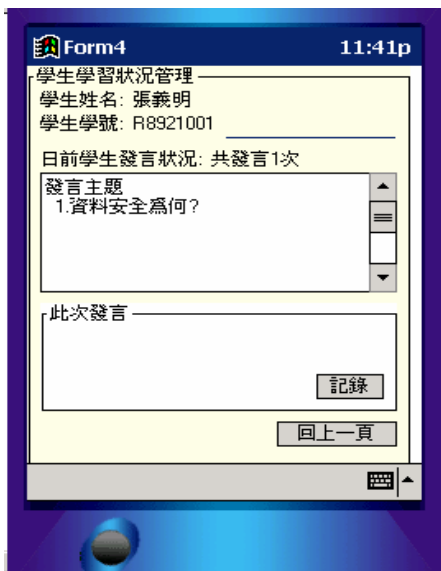 Form4 11:41p
學生學習狀況管理
學生姓名: 張義明
學生學號: R8921001
日前學生發言狀況: 共發言1次
發言主題
1.資料安全爲何?
此次發言
記錄
回上一頁